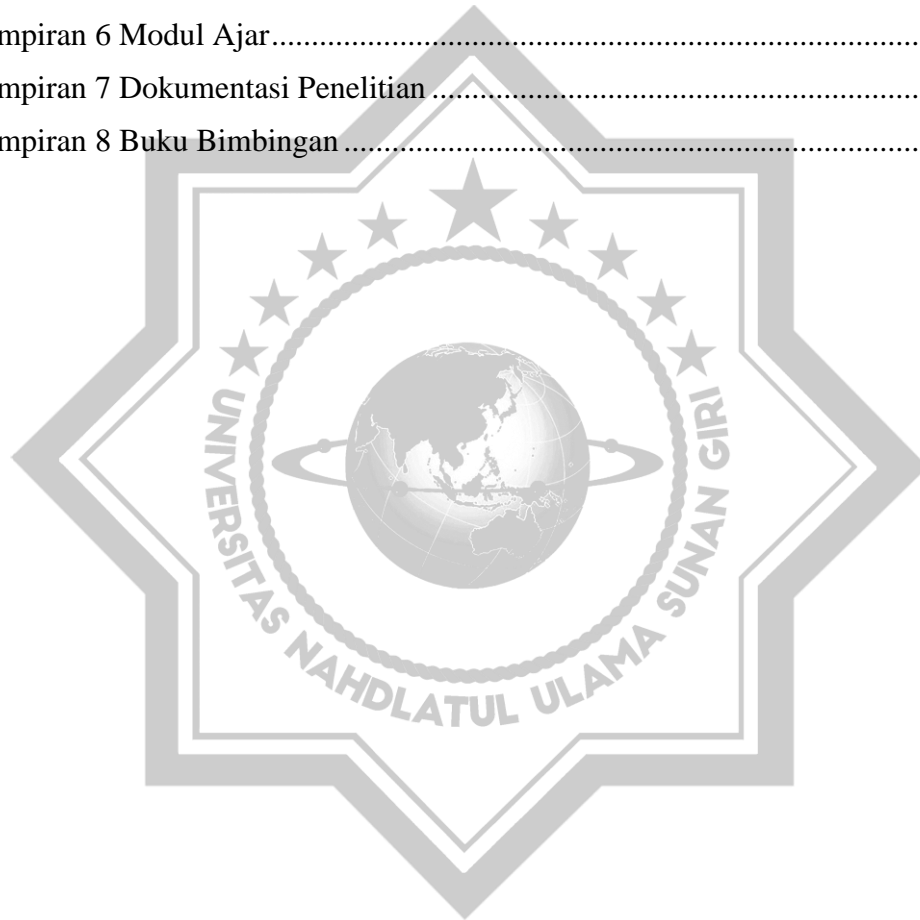 mpiran 6 Modul Ajar..........................................................................................
mpiran 7 Dokumentasi Penelitian ......................................................................
mpiran 8 Buku Bimbingan ..................................................................................
UNIVERSITAS NAHDLATUL ULAMA SUNAN GIRI